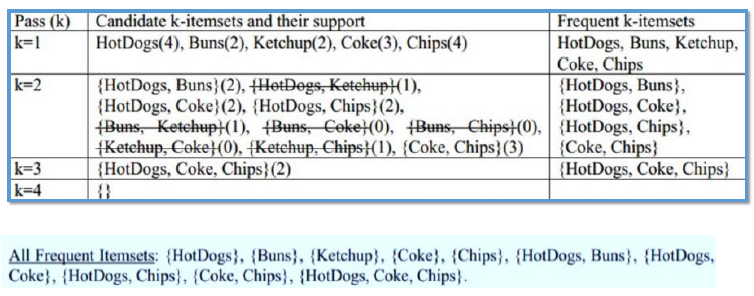 Pass (k) Candidate k-itemsets and their support Frequent k-itemsets
k=1 HotDogs(4), Buns(2), Ketchup(2), Coke(3), Chips(4) HotDogs, Buns, Ketchup,
Coke, Chips
k=2 {HotDogs, Buns}(2), {HotDogs, Ketchup}(1), {HotDogs, Buns},
{HotDogs, Coke}(2), {HotDogs, Chips}(2), {HotDogs, Coke},
{Buns, Ketchup}(1), {Buns, Coke}(0), {Buns, Chips}(0), {HotDogs, Chips},
{Ketchup, Coke}(0), {Ketchup, Chips}(1), {Coke, Chips}(3) {Coke, Chips}
k=3 {HotDogs, Coke, Chips}(2) {HotDogs, Coke, Chips}
k=4 {}
All Frequent Itemsets: {HotDogs}, {Buns}, {Ketchup}, {Coke}, {Chips}, {HotDogs, Buns}, {HotDogs,
Coke}, {HotDogs, Chips}, {Coke, Chips}, {HotDogs, Coke, Chips}.